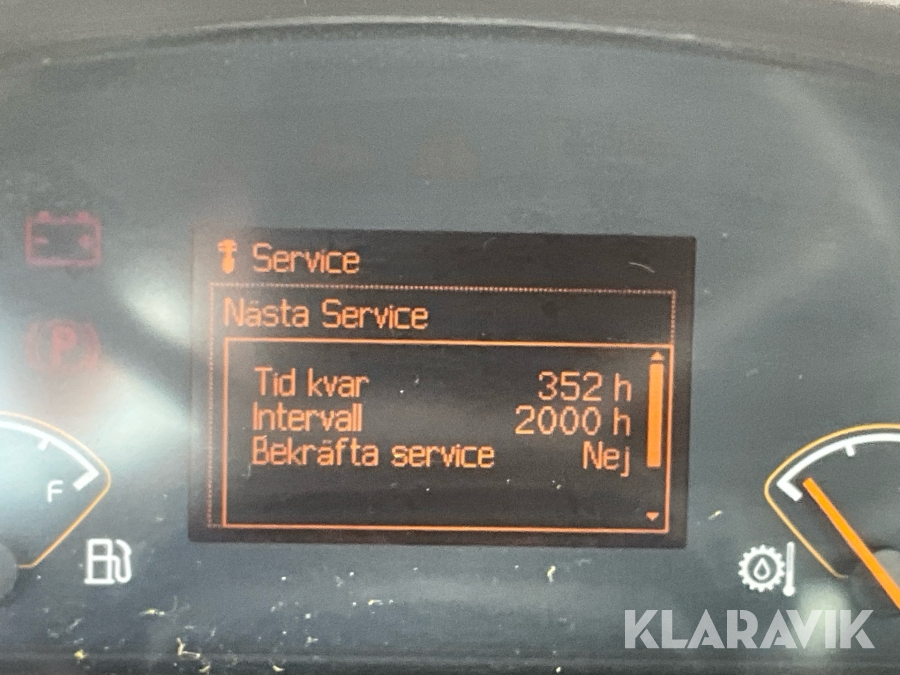 Service
Nästa Service
Tid kvar 352 h
Intervall 2000 h
Bekräfta service Nej
P
F
KLARAVIK